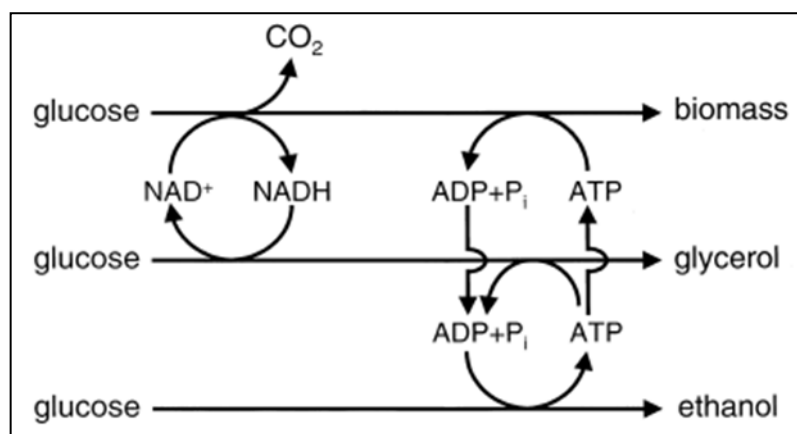 CO₂
glucose biomass
NAD⁺ NADH ADP+Pᵢ ATP
glucose glycerol
ADP+Pᵢ ATP
glucose ethanol